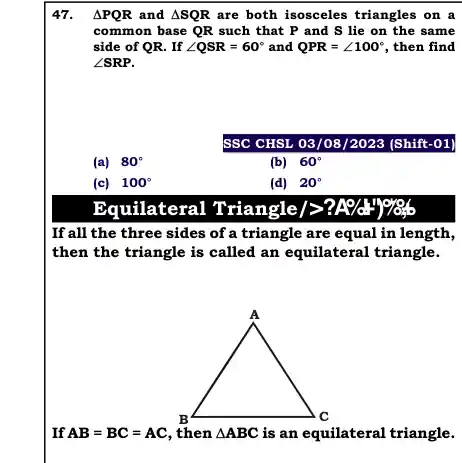 47. ΔPQR and ΔSQR are both isosceles triangles on a
common base QR such that P and S lie on the same
side of QR. If ∠QSR = 60° and QPR = ∠100°, then find
∠SRP.
SSC CHSL 03/08/2023 (Shift-01)
(a) 80° (b) 60°
(c) 100° (d) 20°
Equilateral Triangle/>?A
If all the three sides of a triangle are equal in length,
then the triangle is called an equilateral triangle.
A
B C
If AB = BC = AC, then ΔABC is an equilateral triangle.